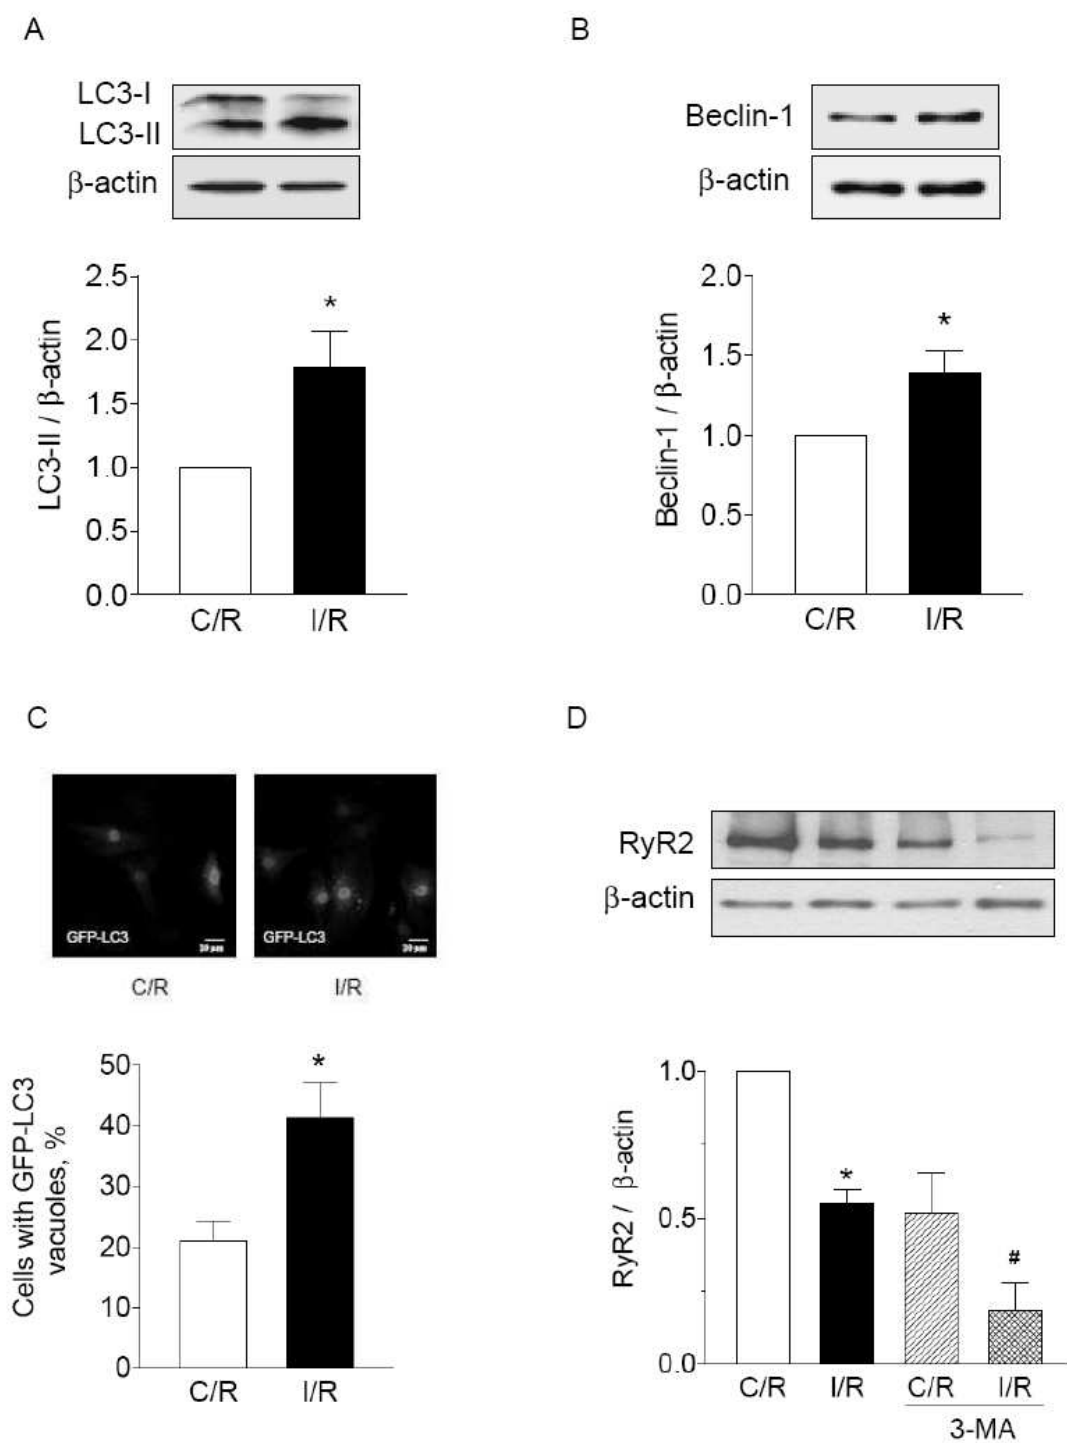 A
LC3-I
LC3-II
β-actin
2.5
*
2.0
1.5
1.0
0.5
0.0
LC3-II / β-actin
C/R I/R
B
Beclin-1
β-actin
2.0
*
1.5
1.0
0.5
0.0
Beclin-1 / β-actin
C/R I/R
C
GFP-LC3
GFP-LC3
C/R I/R
50
*
40
30
20
10
0
Cells with GFP-LC3
vacuoles, %
C/R I/R
D
RyR2
β-actin
1.0
*
0.5
#
0.0
RyR2 / β-actin
C/R I/R C/R I/R
3-MA